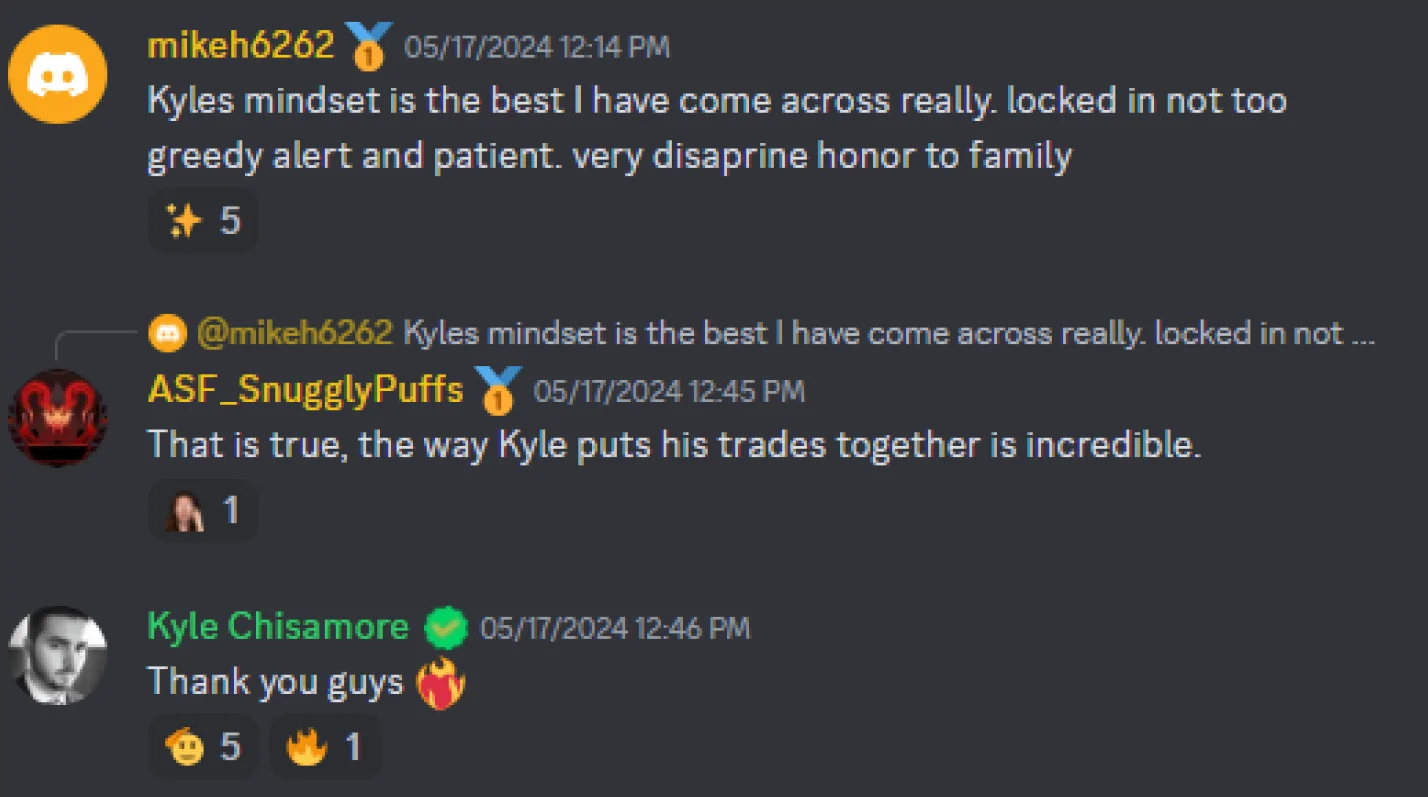 mikeh6262 1 05/17/2024 12:14 PM
Kyles mindset is the best I have come across really. locked in not too
greedy alert and patient. very disaprine honor to family
5
@mikeh6262 Kyles mindset is the best I have come across really. locked in not ...
ASF_SnugglyPuffs 1 05/17/2024 12:45 PM
That is true, the way Kyle puts his trades together is incredible.
1
Kyle Chisamore 05/17/2024 12:46 PM
Thank you guys
5 1